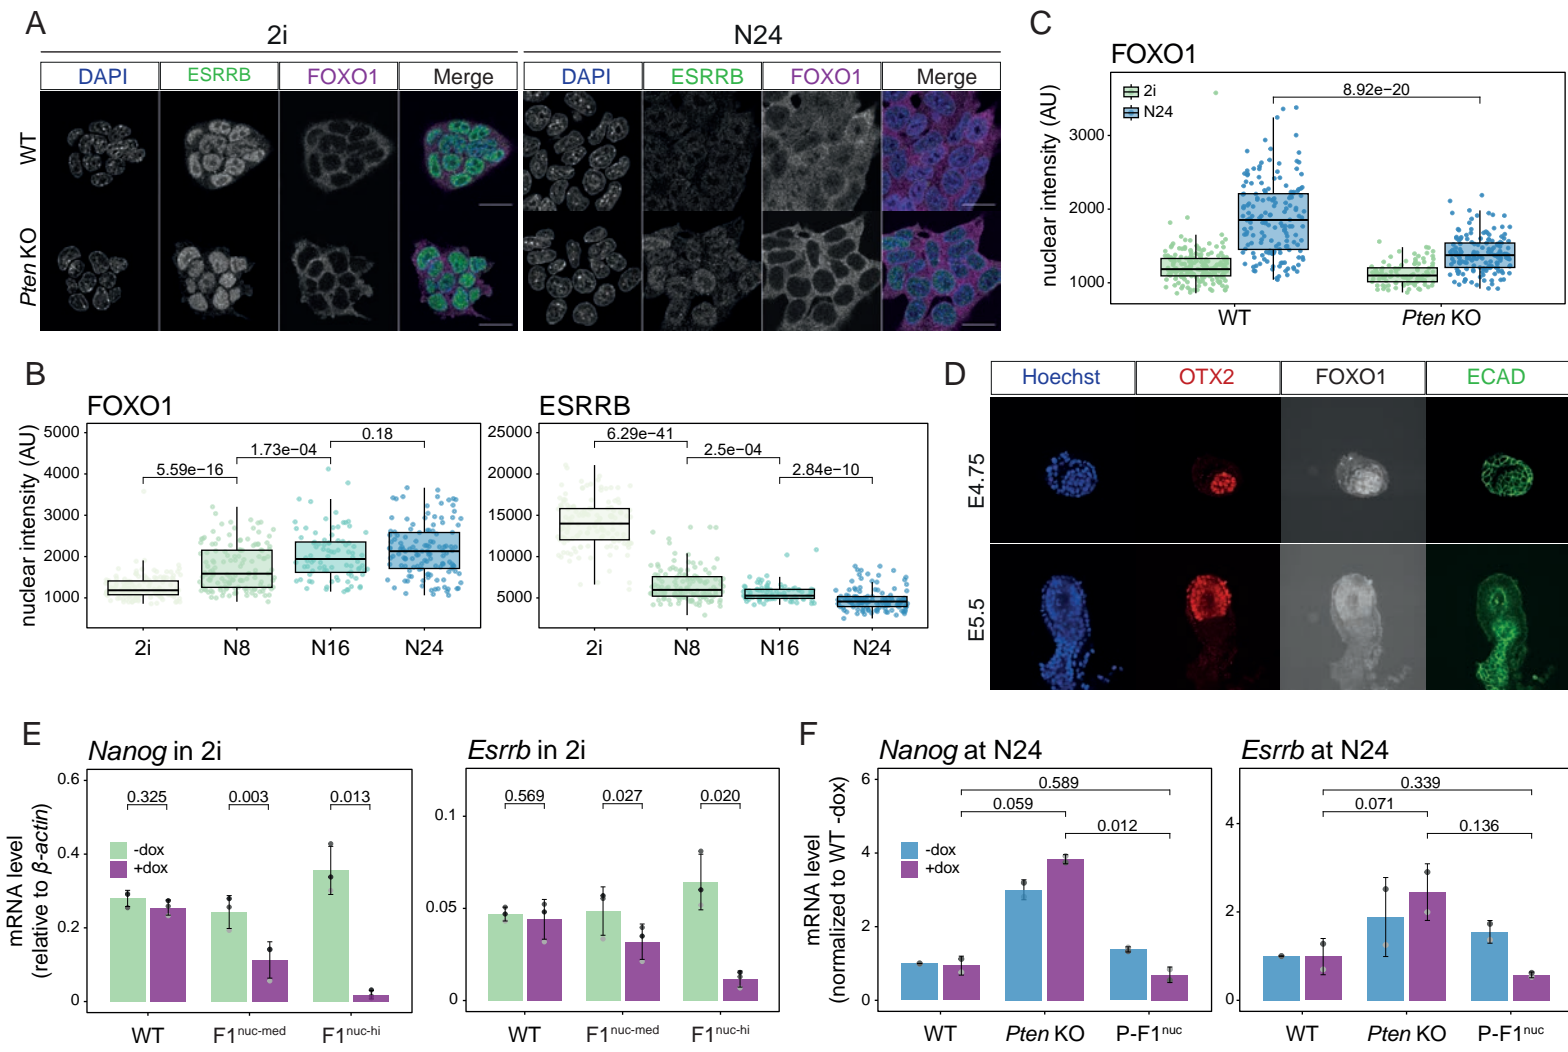 A
2i
N24
DAPI ESRRB FOXO1 Merge DAPI ESRRB FOXO1 Merge
WT
Pten KO
C
FOXO1
2i
N24
8.92e−20
nuclear intensity (AU)
3000
2000
1000
WT Pten KO
B
FOXO1
nuclear intensity (AU)
5000
4000
3000
2000
1000
5.59e−16
1.73e−04
0.18
2i N8 N16 N24
ESRRB
25000
20000
15000
10000
5000
6.29e−41
2.5e−04
2.84e−10
2i N8 N16 N24
D
Hoechst OTX2 FOXO1 ECAD
E4.75
E5.5
E
Nanog in 2i
mRNA level
(relative to β-actin)
0.6
0.4
0.2
0
0.325 0.003 0.013
-dox
+dox
WT F1nuc-med F1nuc-hi
Esrrb in 2i
0.1
0.05
0
0.569 0.027 0.020
WT F1nuc-med F1nuc-hi
F
Nanog at N24
mRNA level
(normalized to WT -dox)
6
4
2
0
0.589
0.059
0.012
-dox
+dox
WT Pten KO P-F1nuc
Esrrb at N24
4
2
0
0.339
0.071
0.136
WT Pten KO P-F1nuc